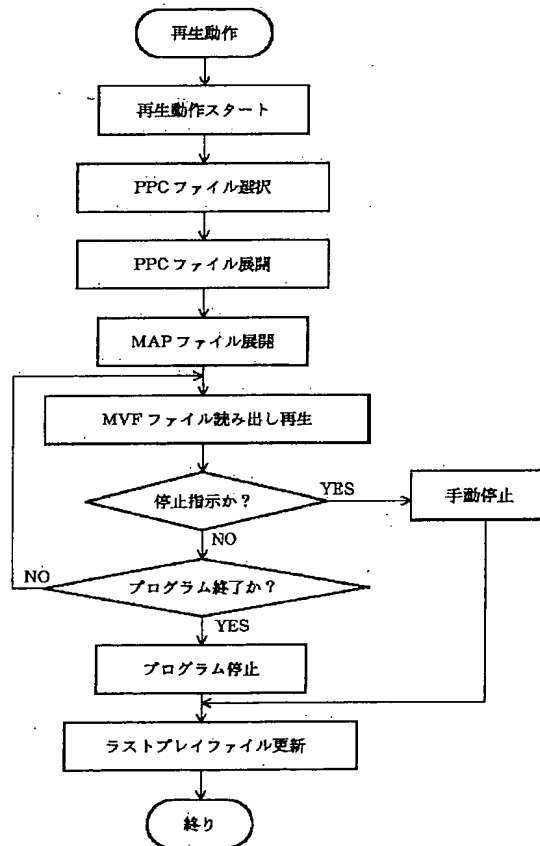 再生動作
再生動作スタート
PPCファイル選択
PPCファイル展開
MAPファイル展開
MVFファイル読み出し再生
停止指示か?
YES
手動停止
NO
プログラム終了か?
NO
YES
プログラム停止
ラストプレイファイル更新
終り